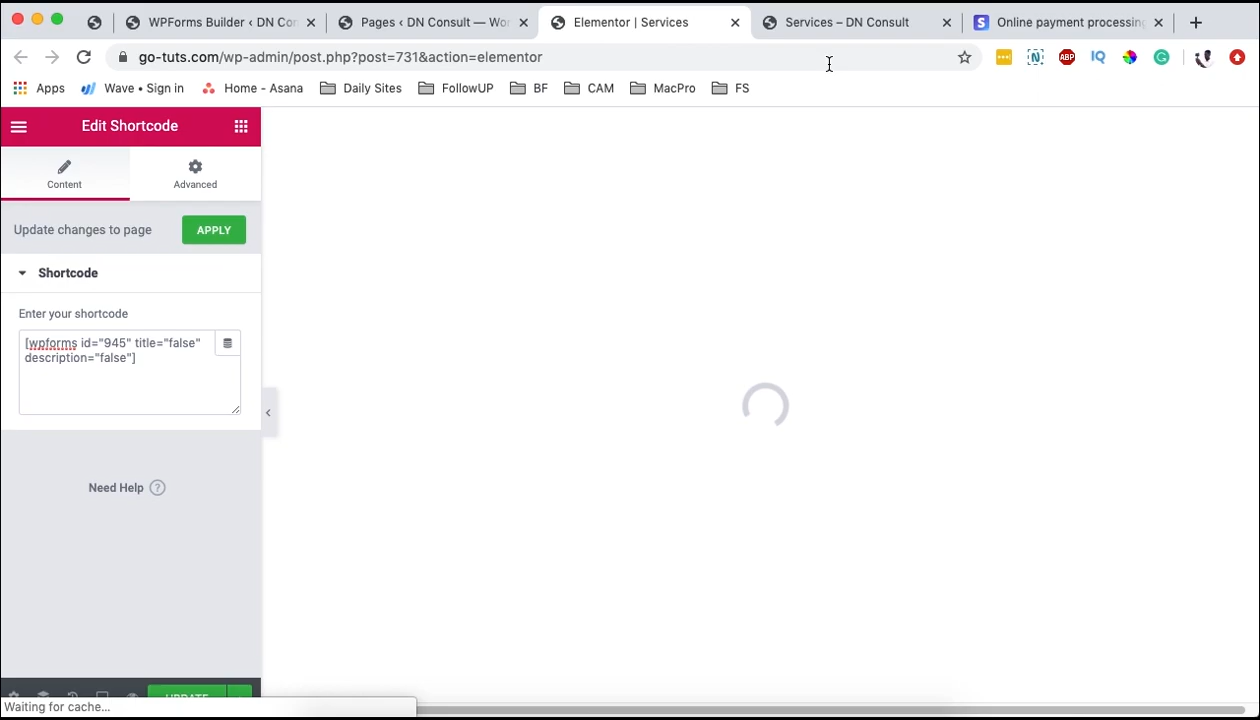 WPForms Builder ‹ DN Con
Pages ‹ DN Consult — Wor
Elementor | Services
Services – DN Consult
S Online payment processing
go-tuts.com/wp-admin/post.php?post=731&action=elementor
N ABP IQ G
Apps
Wave • Sign in
Home - Asana
Daily Sites
FollowUP
BF
CAM
MacPro
FS
Edit Shortcode
Content
Advanced
Update changes to page
APPLY
Shortcode
Enter your shortcode
[wpforms id="945" title="false"
description="false"]
Need Help ?
UPDATE
Waiting for cache...